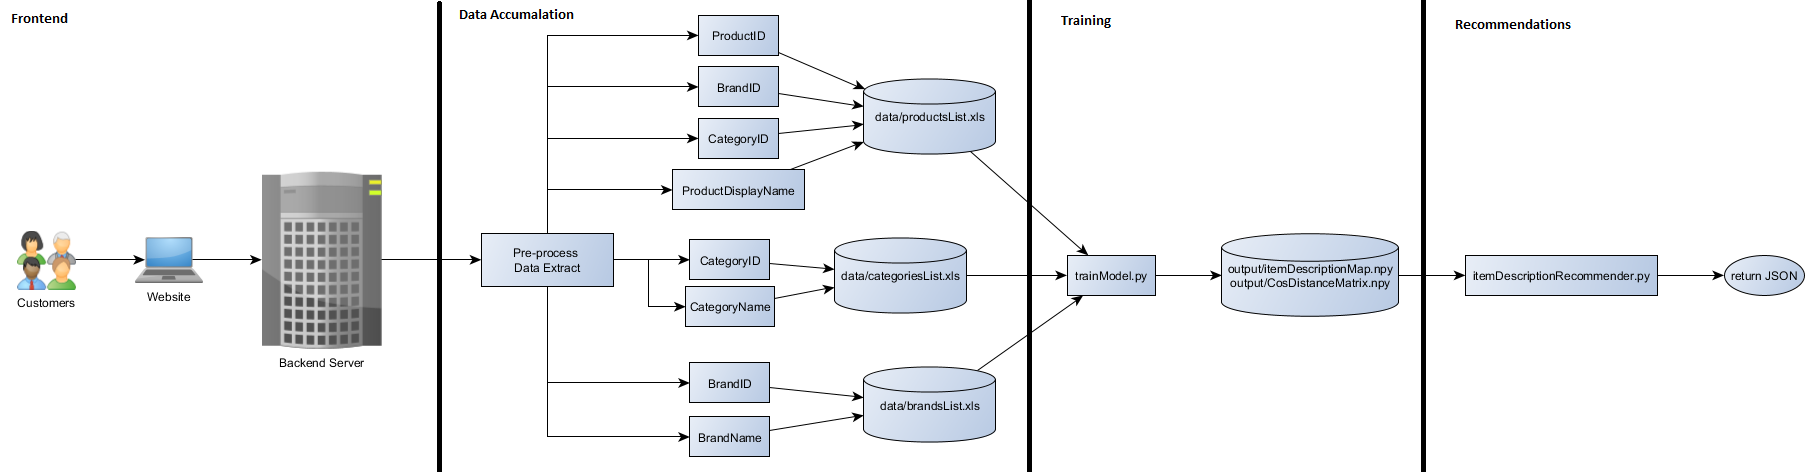 Frontend
Customers
Website
Backend Server
Data Accumalation
Pre-process
Data Extract
ProductID
BrandID
CategoryID
ProductDisplayName
data/productsList.xls
CategoryID
CategoryName
data/categoriesList.xls
BrandID
BrandName
data/brandsList.xls
Training
trainModel.py
output/itemDescriptionMap.npy
output/CosDistanceMatrix.npy
Recommendations
itemDescriptionRecommender.py
return JSON